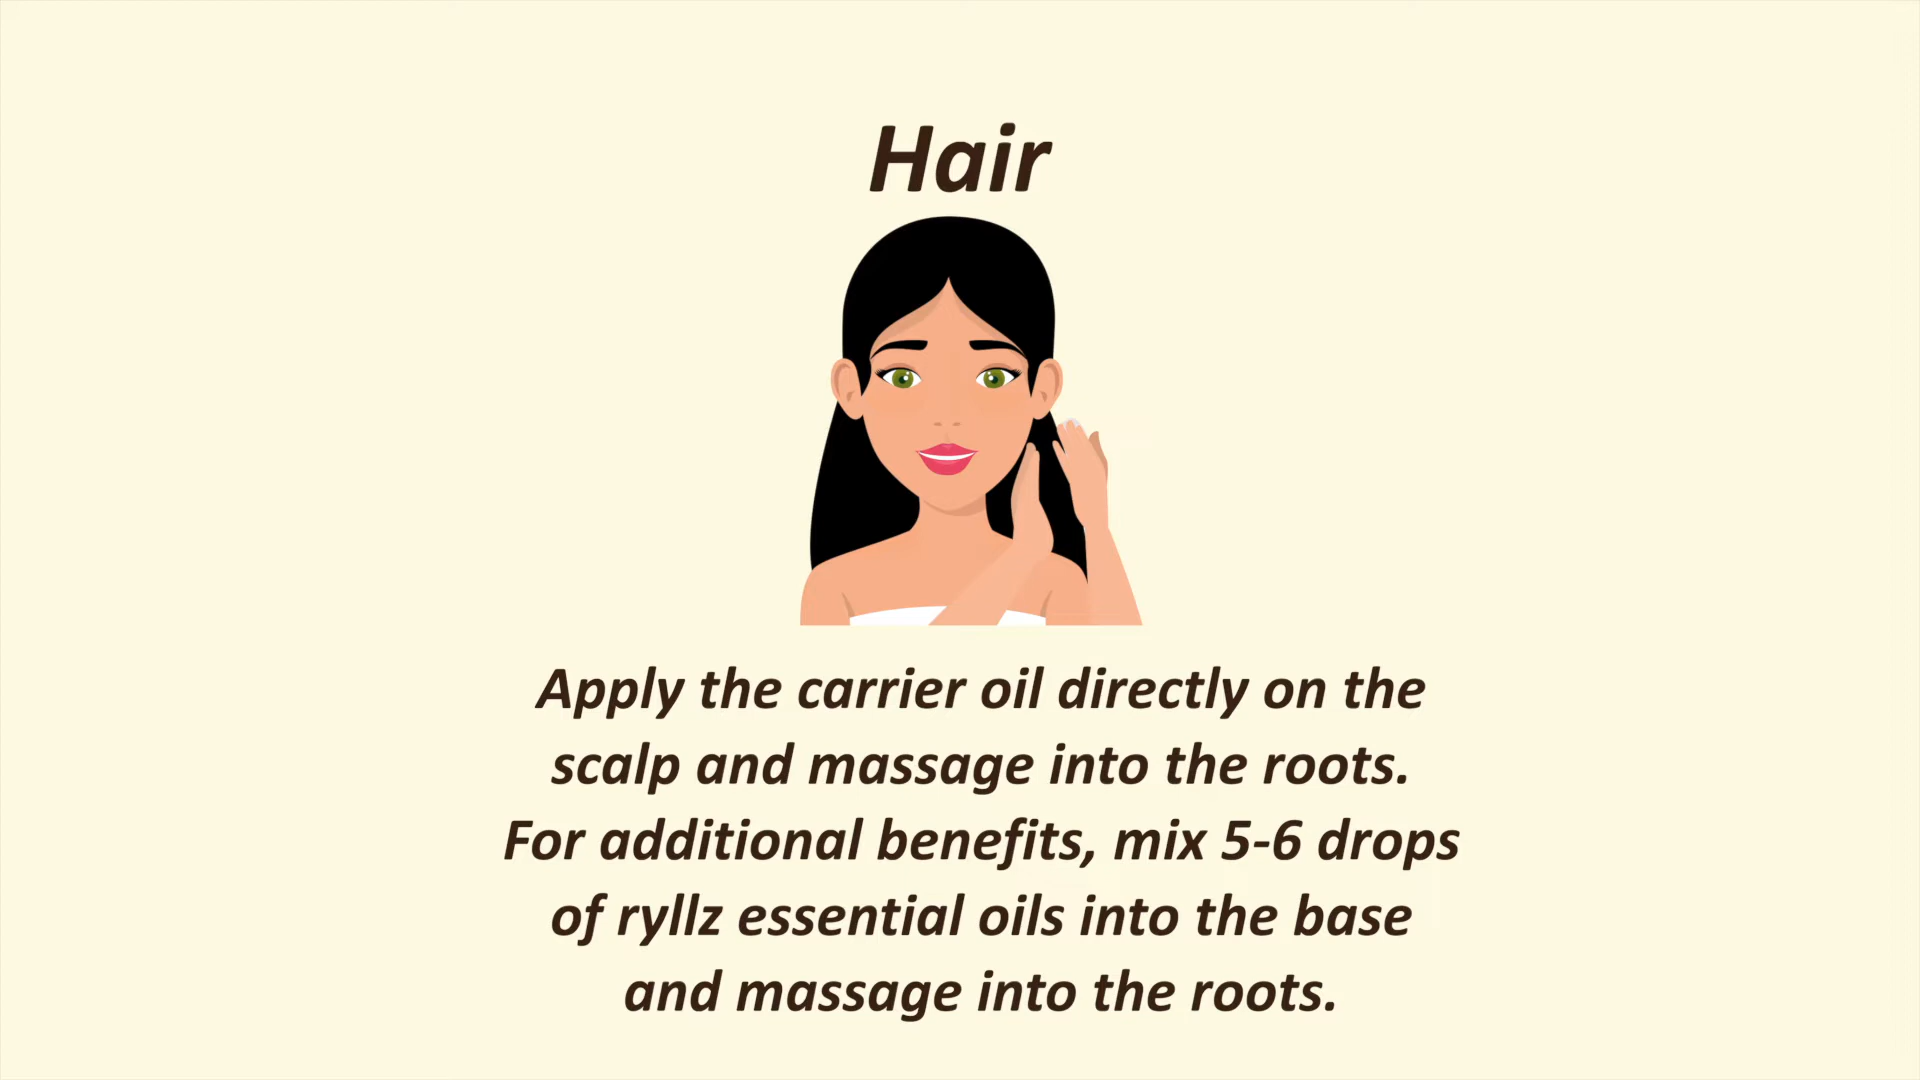 Hair
Apply the carrier oil directly on the
scalp and massage into the roots.
For additional benefits, mix 5-6 drops
of ryllz essential oils into the base
and massage into the roots.